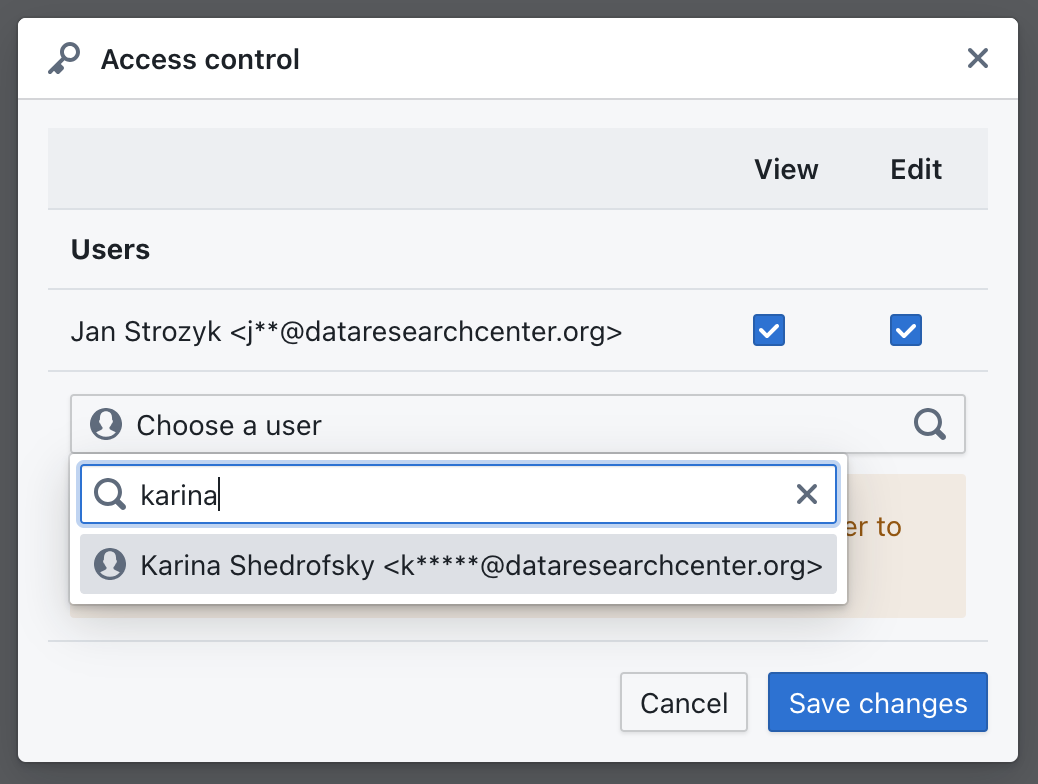 Access control
View Edit
Users
Jan Strozyk <j**@dataresearchcenter.org>
Choose a user
karina
er to
Karina Shedrofsky <k*****@dataresearchcenter.org>
Cancel Save changes